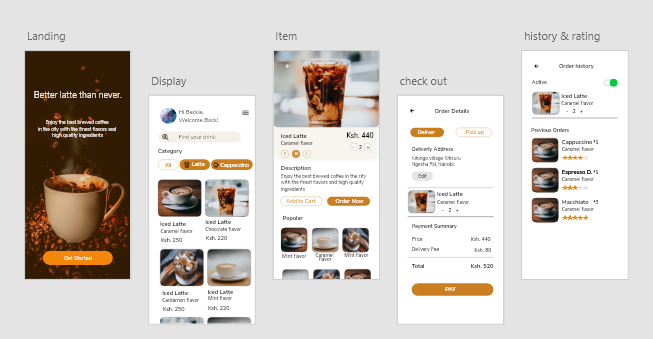 Landing
Better latte than never.
Enjoy the best brewed coffee
in the city with the finest flavors and
high quality ingredients
Get Started
Display
Hi Beckie,
Welcome Back!
Find your drink
Category
All
Latte
Cappuccino
Iced Latte
Caramel flavor
Ksh. 250
Iced Latte
Chocolate flavor
Ksh. 220
Iced Latte
Cardamon flavor
Ksh. 250
Iced Latte
Mint flavor
Ksh. 220
Item
Iced Latte
Ksh. 440
Caramel flavor
- 2 +
S M L
Description
Enjoy the best brewed coffee in the city
with the finest flavors and high quality
ingredients
Add to Cart
Order Now
Popular
Mint flavor
Caramel
flavor
Mint flavor
check out
Order Details
Deliver
Pick up
Delivery Address
Ngecha Rd, Nairobi.
Edit
Iced Latte
Caramel flavor
- 2 +
Payment Summary
Price Ksh. 440
Delivery Fee Ksh. 80
Total Ksh. 520
PAY
history & rating
Order history
Active
Iced Latte
Caramel flavor
- 2 +
Previous Orders
Cappuccino *1
Caramel flavor
Espresso D. *1
Caramel flavor
Macchiato *3
Caramel flavor